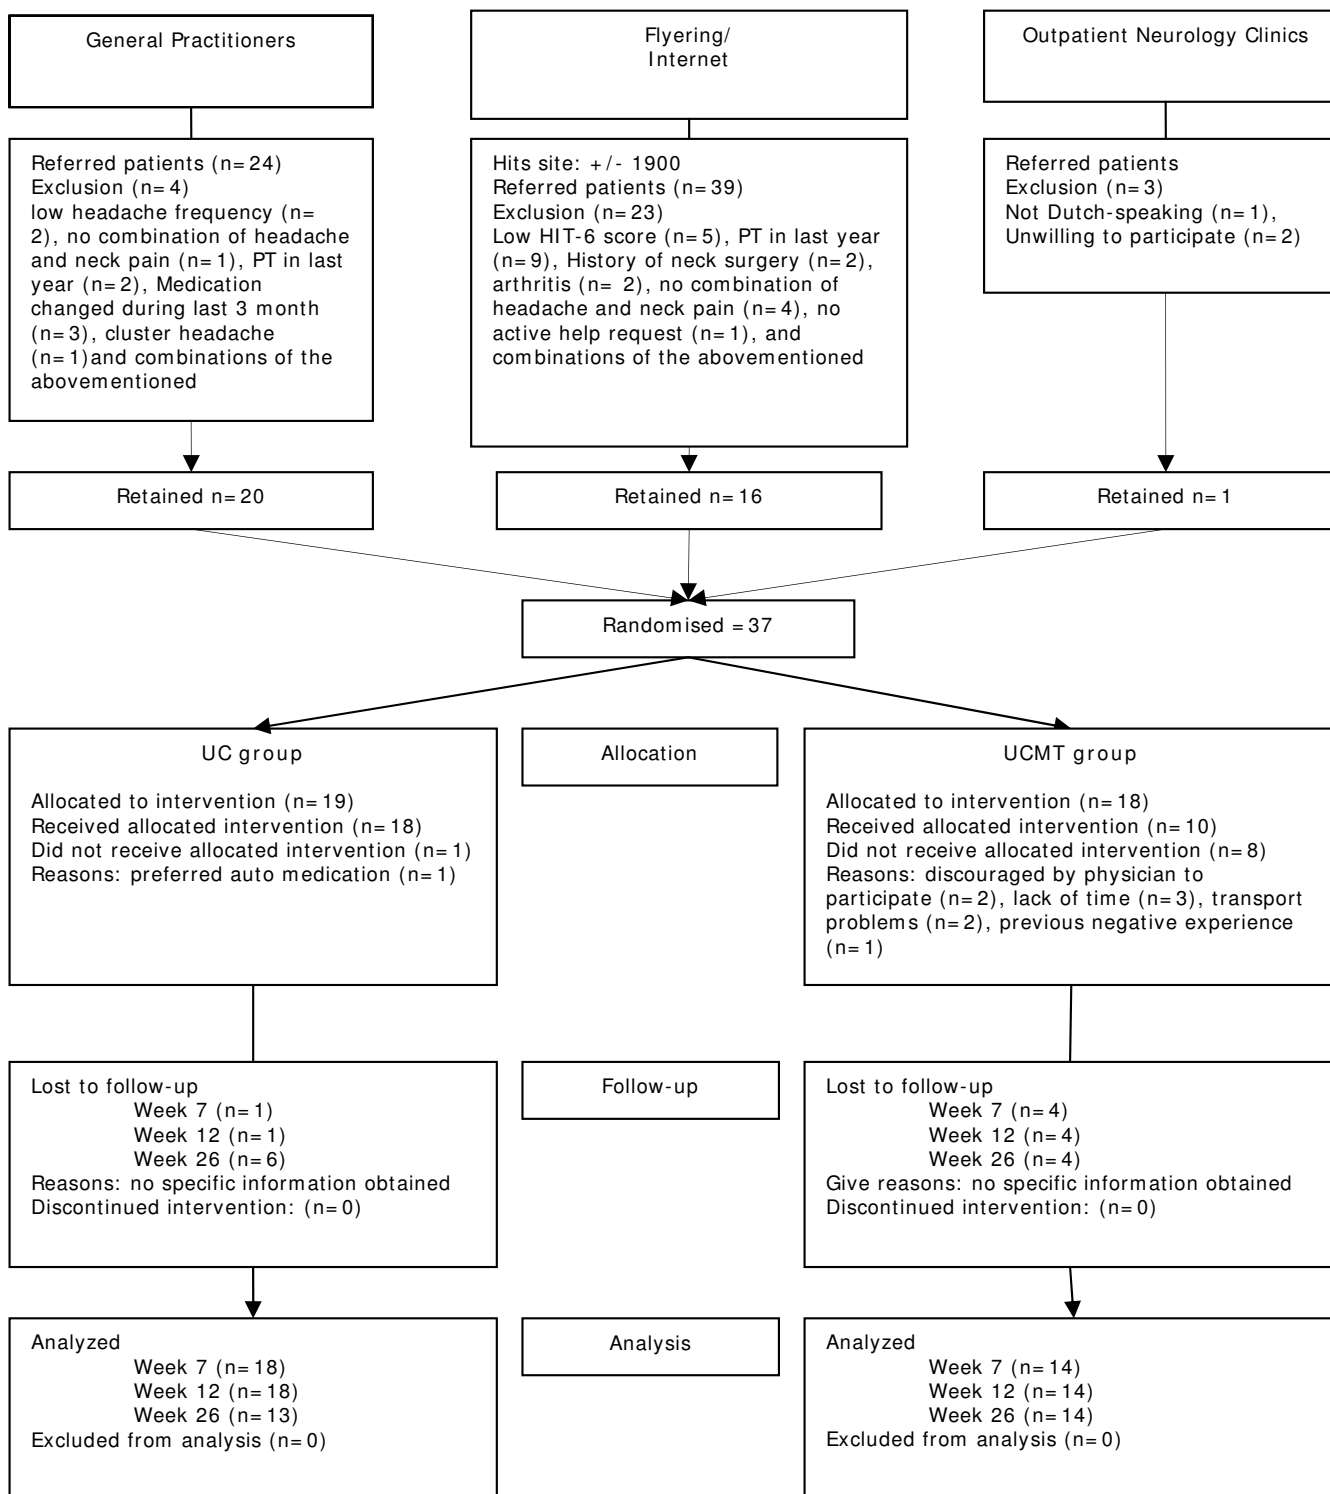 General Practitioners
Flyering/
Internet
Outpatient Neurology Clinics
Referred patients (n=24)
Exclusion (n=4)
low headache frequency (n=
2), no combination of headache
and neck pain (n=1), PT in last
year (n=2), Medication
changed during last 3 month
(n=3), cluster headache
(n=1)and combinations of the
abovementioned
Hits site: +/- 1900
Referred patients (n=39)
Exclusion (n=23)
Low HIT-6 score (n=5), PT in last year
(n=9), History of neck surgery (n=2),
arthritis (n= 2), no combination of
headache and neck pain (n=4), no
active help request (n=1), and
combinations of the abovementioned
Referred patients
Exclusion (n=3)
Not Dutch-speaking (n=1),
Unwilling to participate (n=2)
Retained n=20
Retained n=16
Retained n=1
Randomised =37
UC group
Allocated to intervention (n=19)
Received allocated intervention (n=18)
Did not receive allocated intervention (n=1)
Reasons: preferred auto medication (n=1)
Allocation
UCMT group
Allocated to intervention (n=18)
Received allocated intervention (n=10)
Did not receive allocated intervention (n=8)
Reasons: discouraged by physician to
participate (n=2), lack of time (n=3), transport
problems (n=2), previous negative experience
(n=1)
Lost to follow-up
Week 7 (n=1)
Week 12 (n=1)
Week 26 (n=6)
Reasons: no specific information obtained
Discontinued intervention: (n=0)
Follow-up
Lost to follow-up
Week 7 (n=4)
Week 12 (n=4)
Week 26 (n=4)
Give reasons: no specific information obtained
Discontinued intervention: (n=0)
Analyzed
Week 7 (n=18)
Week 12 (n=18)
Week 26 (n=13)
Excluded from analysis (n=0)
Analysis
Analyzed
Week 7 (n=14)
Week 12 (n=14)
Week 26 (n=14)
Excluded from analysis (n=0)